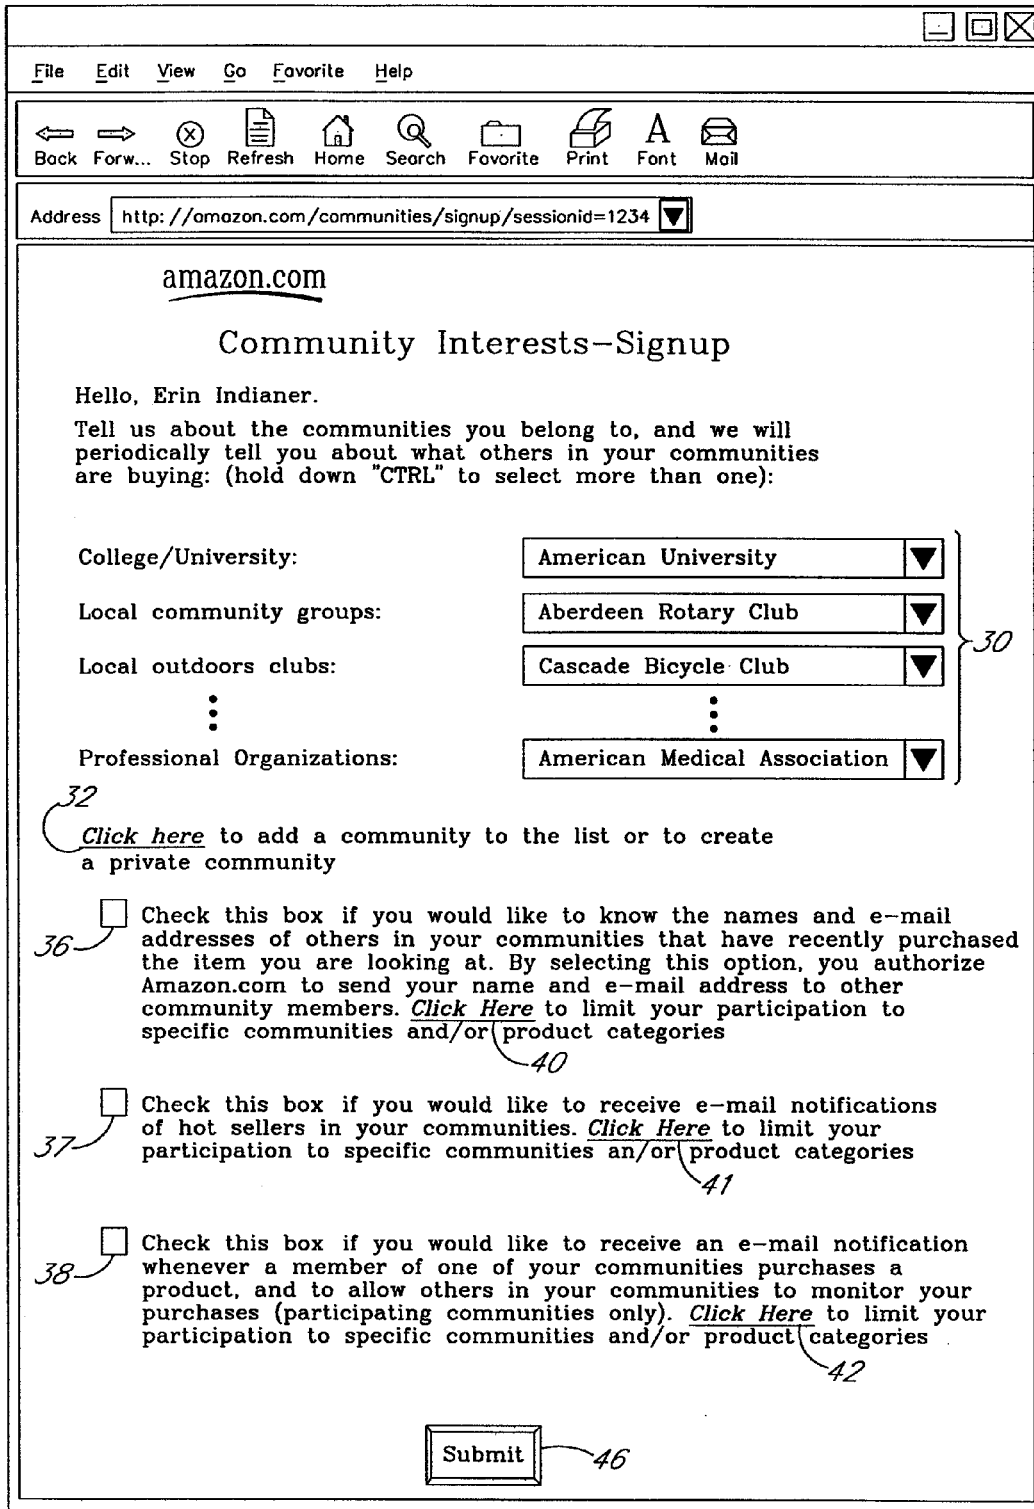 File Edit View Go Favorite Help
Back Forw... Stop Refresh Home Search Favorite Print Font Mail
Address http://amazon.com/communities/signup/sessionid=1234
amazon.com
Community Interests-Signup
Hello, Erin Indianer.
Tell us about the communities you belong to, and we will
periodically tell you about what others in your communities
are buying: (hold down "CTRL" to select more than one):
College/University: American University
Local community groups: Aberdeen Rotary Club
30
Local outdoors clubs: Cascade Bicycle Club
Professional Organizations: American Medical Association
32
Click here to add a community to the list or to create
a private community
Check this box if you would like to know the names and e-mail
36 addresses of others in your communities that have recently purchased
the item you are looking at. By selecting this option, you authorize
Amazon.com to send your name and e-mail address to other
community members. Click Here to limit your participation to
specific communities and/or product categories
40
Check this box if you would like to receive e-mail notifications
of hot sellers in your communities. Click Here to limit your
37 participation to specific communities an/or product categories
41
Check this box if you would like to receive an e-mail notification
38 whenever a member of one of your communities purchases a
product, and to allow others in your communities to monitor your
purchases (participating communities only). Click Here to limit your
participation to specific communities and/or product categories
42
Submit 46